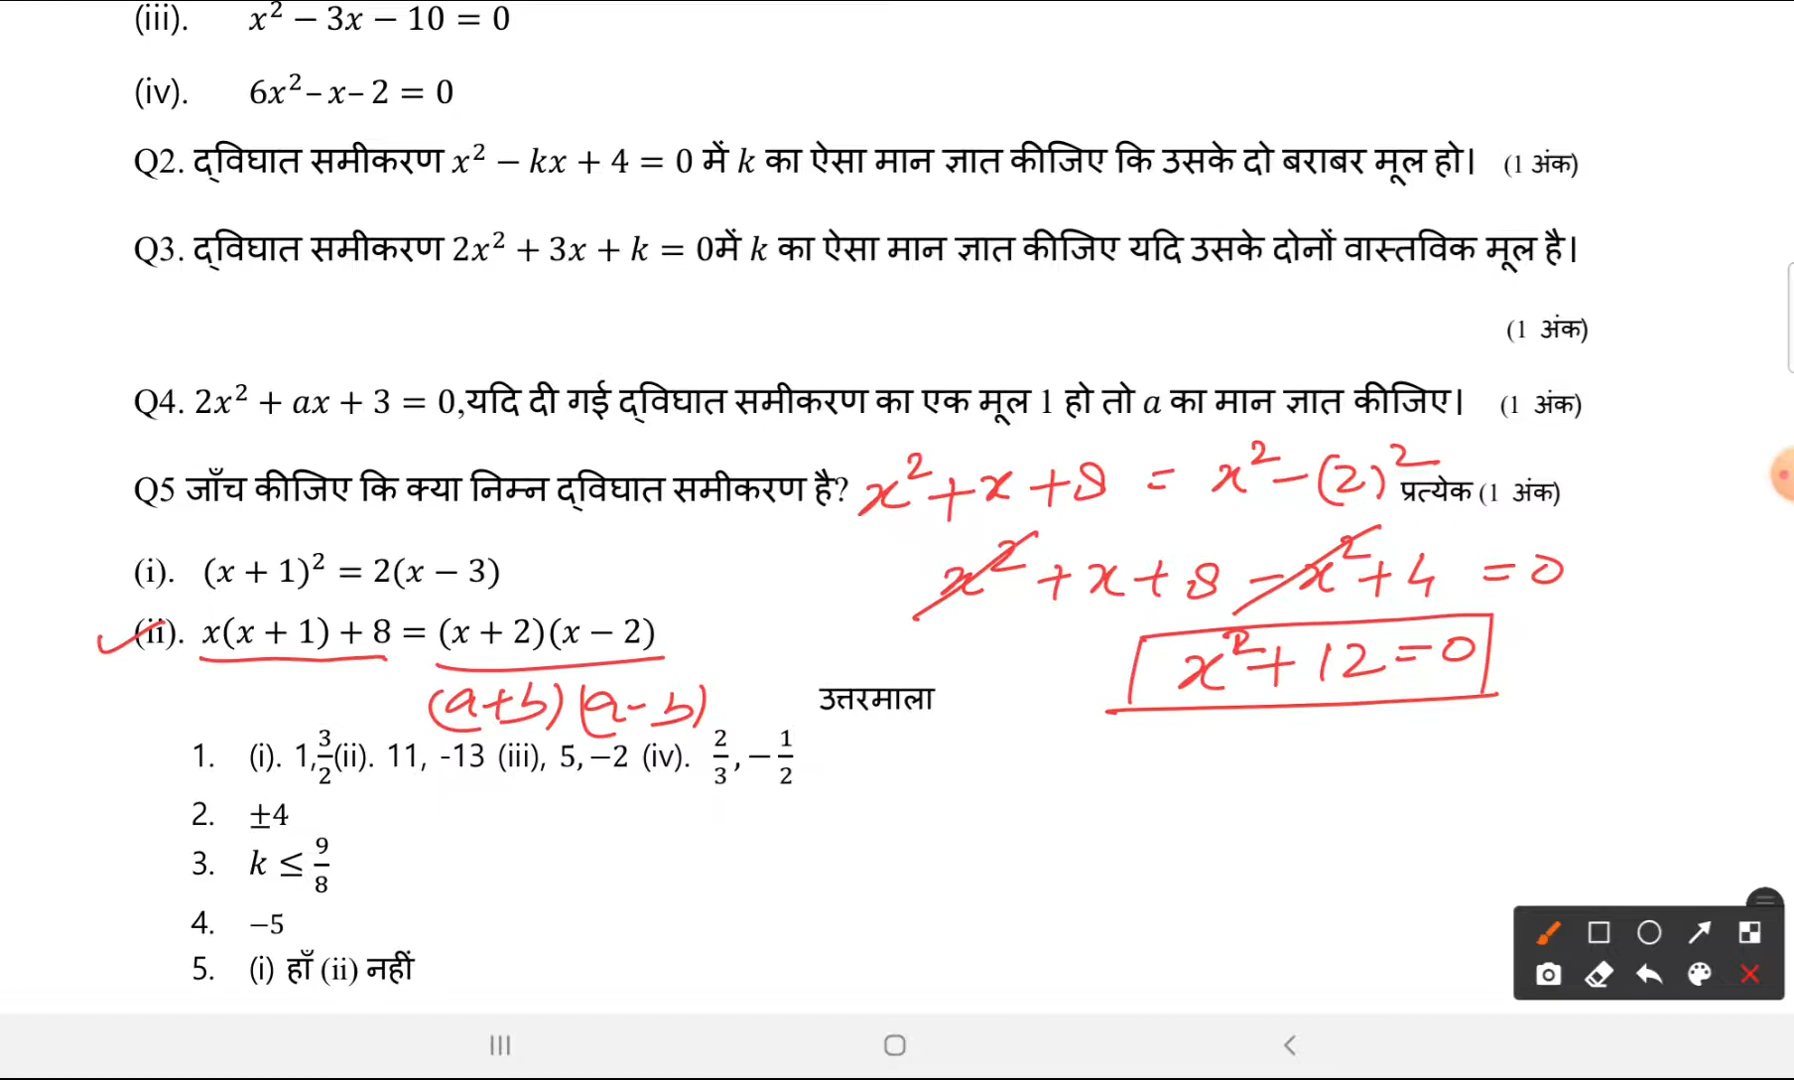 (iii). x² − 3x − 10 = 0
(iv). 6x²–x–2 = 0
Q2. द्विघात समीकरण x² − kx + 4 = 0 में k का ऐसा मान ज्ञात कीजिए कि उसके दो बराबर मूल हो। (1 अंक)
Q3. द्विघात समीकरण 2x² + 3x + k = 0में k का ऐसा मान ज्ञात कीजिए यदि उसके दोनों वास्तविक मूल है।
(1 अंक)
Q4. 2x² + ax + 3 = 0,यदि दी गई द्विघात समीकरण का एक मूल 1 हो तो a का मान ज्ञात कीजिए। (1 अंक)
Q5 जाँच कीजिए कि क्या निम्न द्विघात समीकरण है? x²+x+8 = x²−(2)² प्रत्येक (1 अंक)
x²+x+8−x²+4 = 0
(i). (x + 1)² = 2(x − 3)
(ii). x(x + 1) + 8 = (x + 2)(x − 2)
x²+12=0
(a+b)(a−b)
उत्तरमाला
1. (i). 1,3/2(ii). 11, -13 (iii), 5,−2 (iv). 2/3,−1/2
2. ±4
3. k ≤ 9/8
4. −5
5. (i) हाँ (ii) नहीं